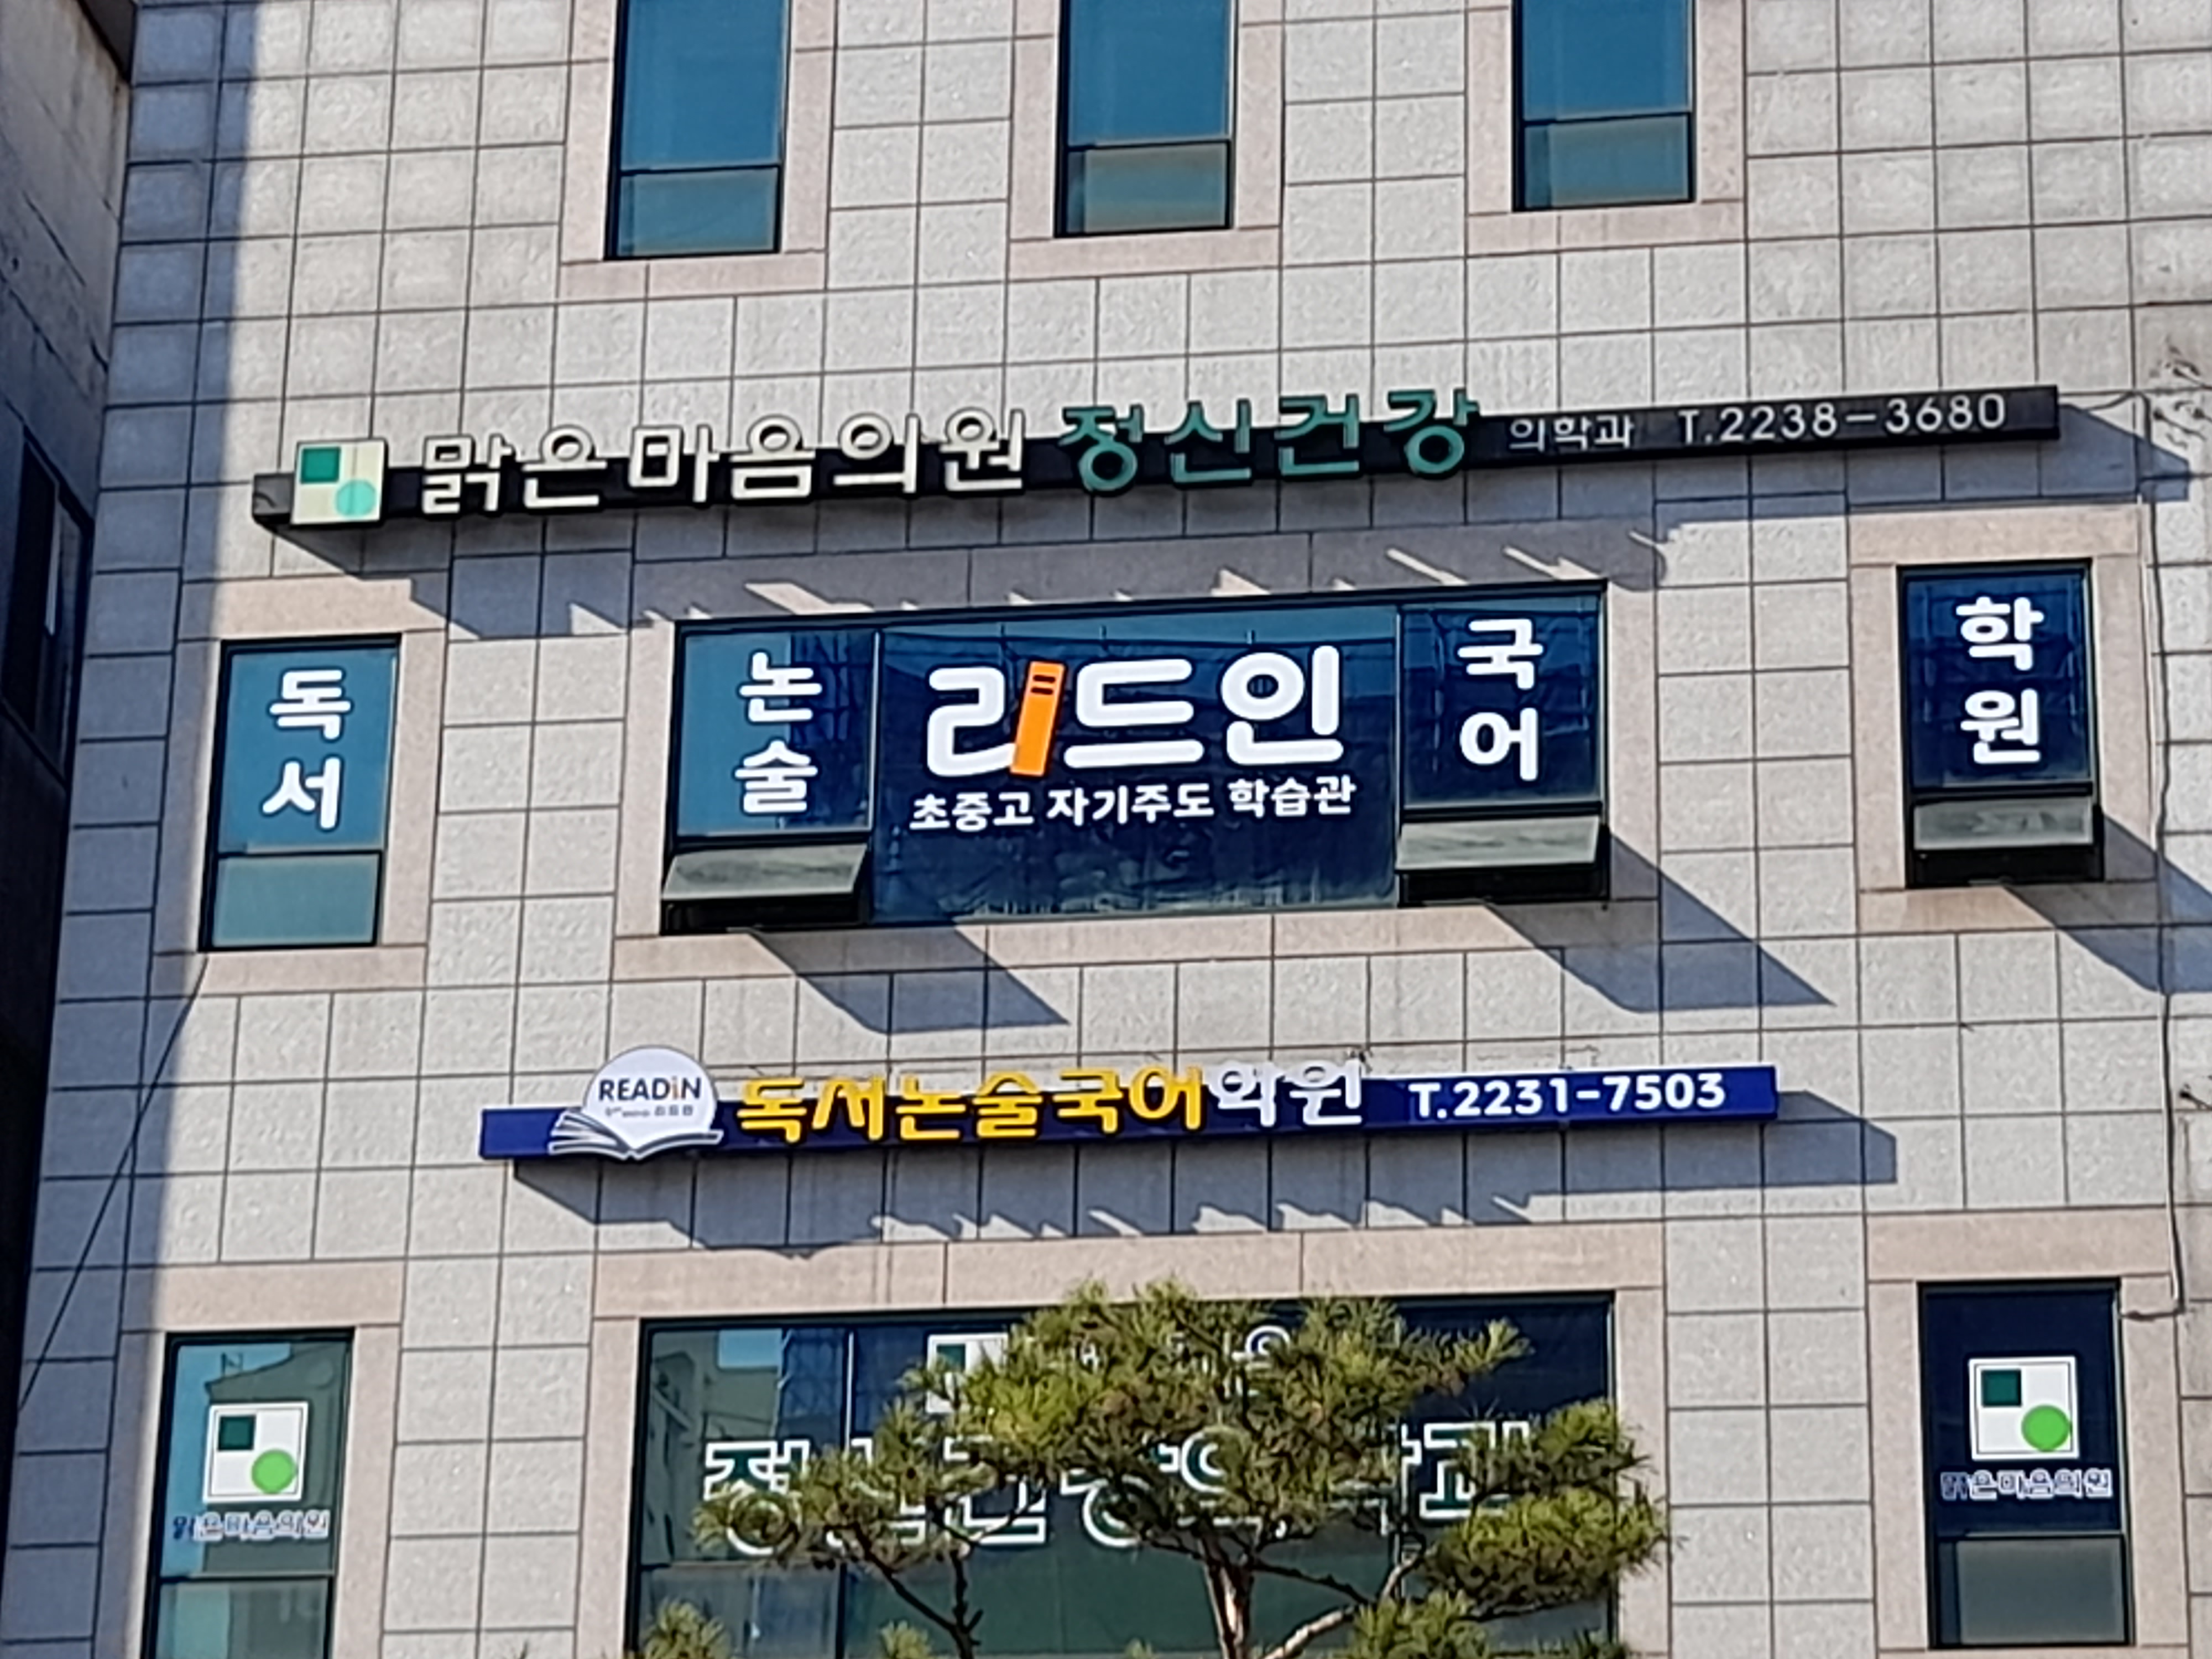 맑은마음의원 정신건강 의학과 T.2238-3680
독서
논술
리드인
초중고 자기주도 학습관
국어
학원
READiN
리드인
독서논술국어학원 T.2231-7503
맑은마음의원
맑은마음의원